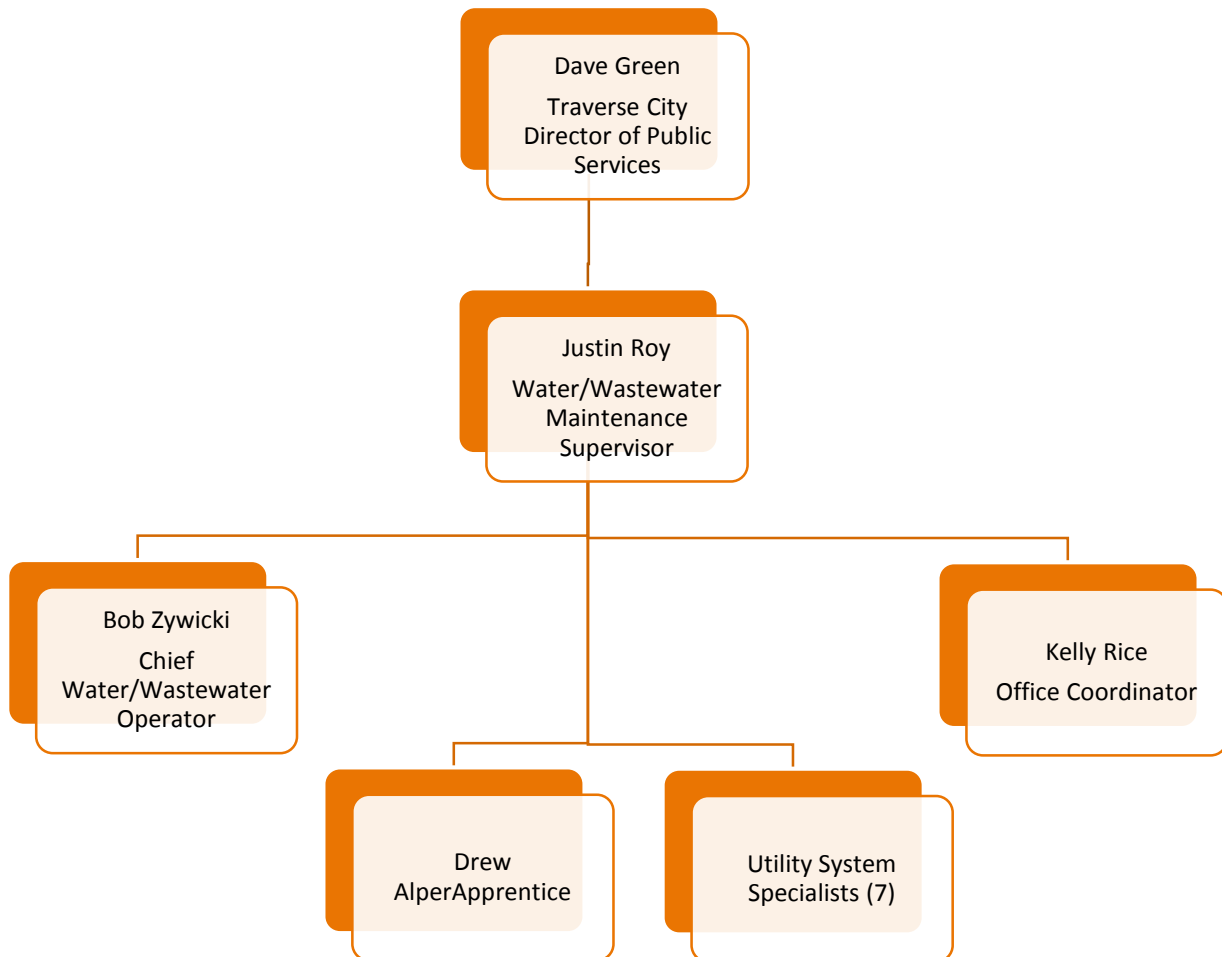 Dave Green
Traverse City
Director of Public
Services
Justin Roy
Water/Wastewater
Maintenance
Supervisor
Bob Zywicki
Chief
Water/Wastewater
Operator
Kelly Rice
Office Coordinator
Drew
AlperApprentice
Utility System
Specialists (7)